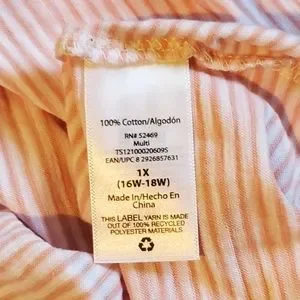 100% Cotton/Algodón
RN# 52469
Multi
TS121000206095
EAN/UPC 8 2926857631
1X
(16W-18W)
Made In/Hecho En
China
THIS LABEL YARN IS MADE
OUT OF 100% RECYCLED
POLYESTER MATERIALS.